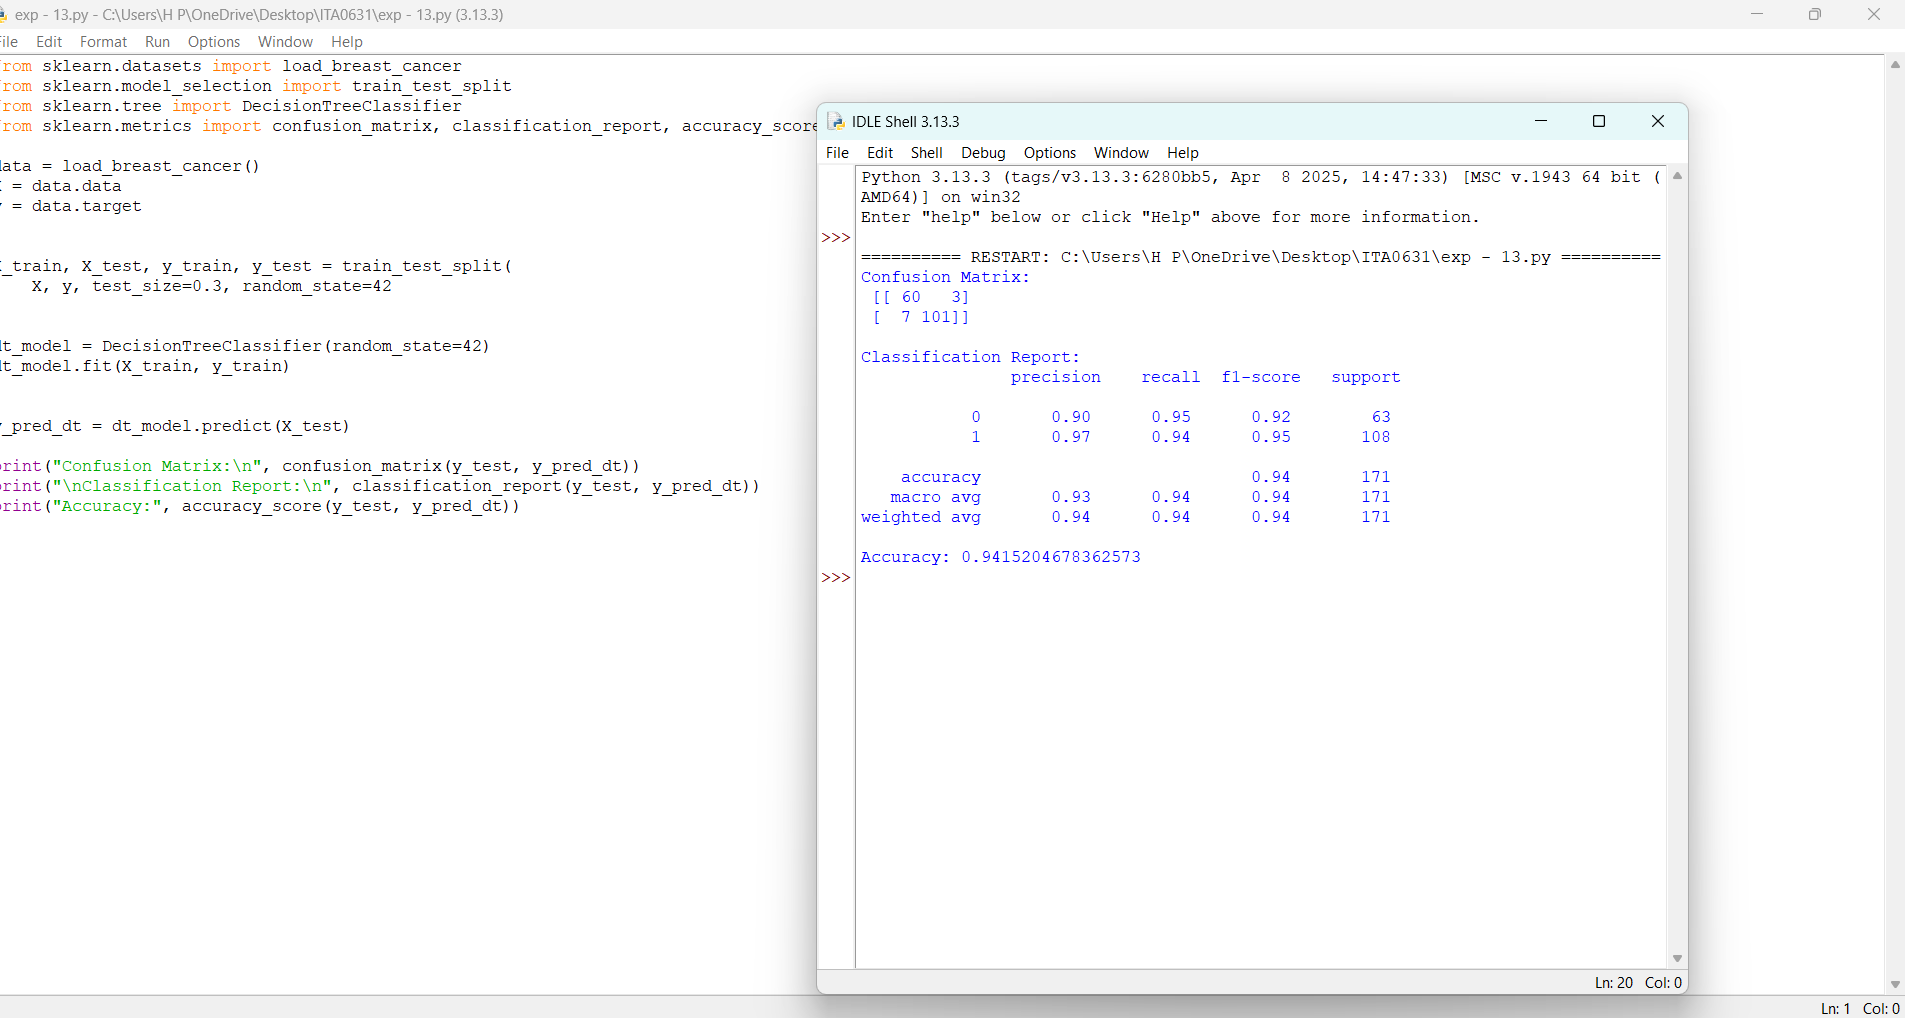 exp - 13.py - C:\Users\H P\OneDrive\Desktop\ITA0631\exp - 13.py (3.13.3)
ile Edit Format Run Options Window Help
rom sklearn.datasets import load_breast_cancer
rom sklearn.model_selection import train_test_split
rom sklearn.tree import DecisionTreeClassifier
rom sklearn.metrics import confusion_matrix, classification_report, accuracy_score
ata = load_breast_cancer()
= data.data
= data.target
_train, X_test, y_train, y_test = train_test_split(
X, y, test_size=0.3, random_state=42
t_model = DecisionTreeClassifier(random_state=42)
t_model.fit(X_train, y_train)
_pred_dt = dt_model.predict(X_test)
rint("Confusion Matrix:\n", confusion_matrix(y_test, y_pred_dt))
rint("\nClassification Report:\n", classification_report(y_test, y_pred_dt))
rint("Accuracy:", accuracy_score(y_test, y_pred_dt))
IDLE Shell 3.13.3
File Edit Shell Debug Options Window Help
Python 3.13.3 (tags/v3.13.3:6280bb5, Apr  8 2025, 14:47:33) [MSC v.1943 64 bit (
AMD64)] on win32
Enter "help" below or click "Help" above for more information.
>>>
========== RESTART: C:\Users\H P\OneDrive\Desktop\ITA0631\exp - 13.py ==========
Confusion Matrix:
[[ 60   3]
[  7 101]]
Classification Report:
precision    recall  f1-score   support
0       0.90      0.95      0.92        63
1       0.97      0.94      0.95       108
accuracy                           0.94       171
macro avg       0.93      0.94      0.94       171
weighted avg       0.94      0.94      0.94       171
Accuracy: 0.9415204678362573
>>>
Ln: 20 Col: 0
Ln: 1 Col: 0